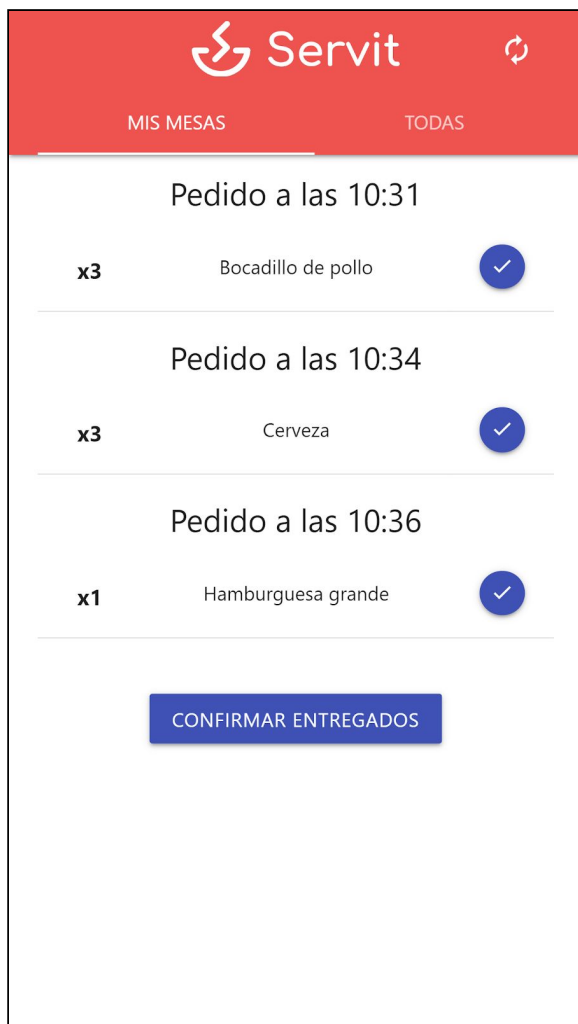 Servit
MIS MESAS TODAS
Pedido a las 10:31
x3 Bocadillo de pollo
Pedido a las 10:34
x3 Cerveza
Pedido a las 10:36
x1 Hamburguesa grande
CONFIRMAR ENTREGADOS